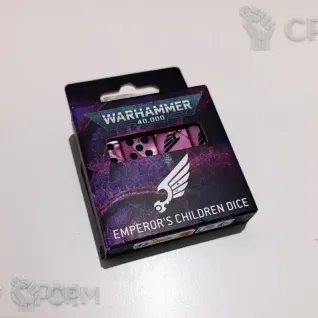 WARHAMMER
40,000
EMPEROR'S CHILDREN DICE